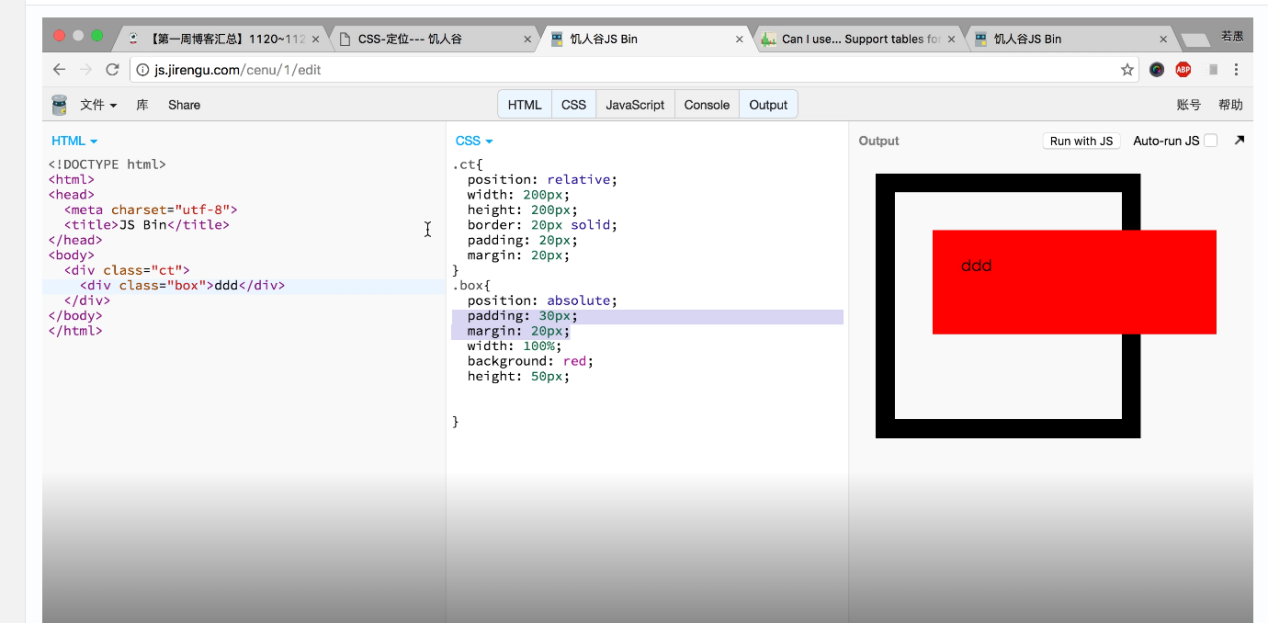 【第一周博客汇总】1120~112
CSS-定位--- 饥人谷
饥人谷JS Bin
Can I use... Support tables for
饥人谷JS Bin
若愚
js.jirengu.com/cenu/1/edit
ABP
文件 库 Share
HTML CSS JavaScript Console Output
账号 帮助
HTML
<!DOCTYPE html>
<html>
<head>
<meta charset="utf-8">
<title>JS Bin</title>
</head>
<body>
<div class="ct">
<div class="box">ddd</div>
</div>
</body>
</html>
CSS
.ct{
position: relative;
width: 200px;
height: 200px;
border: 20px solid;
padding: 20px;
margin: 20px;
}
.box{
position: absolute;
padding: 30px;
margin: 20px;
width: 100%;
background: red;
height: 50px;
}
Output Run with JS Auto-run JS
ddd